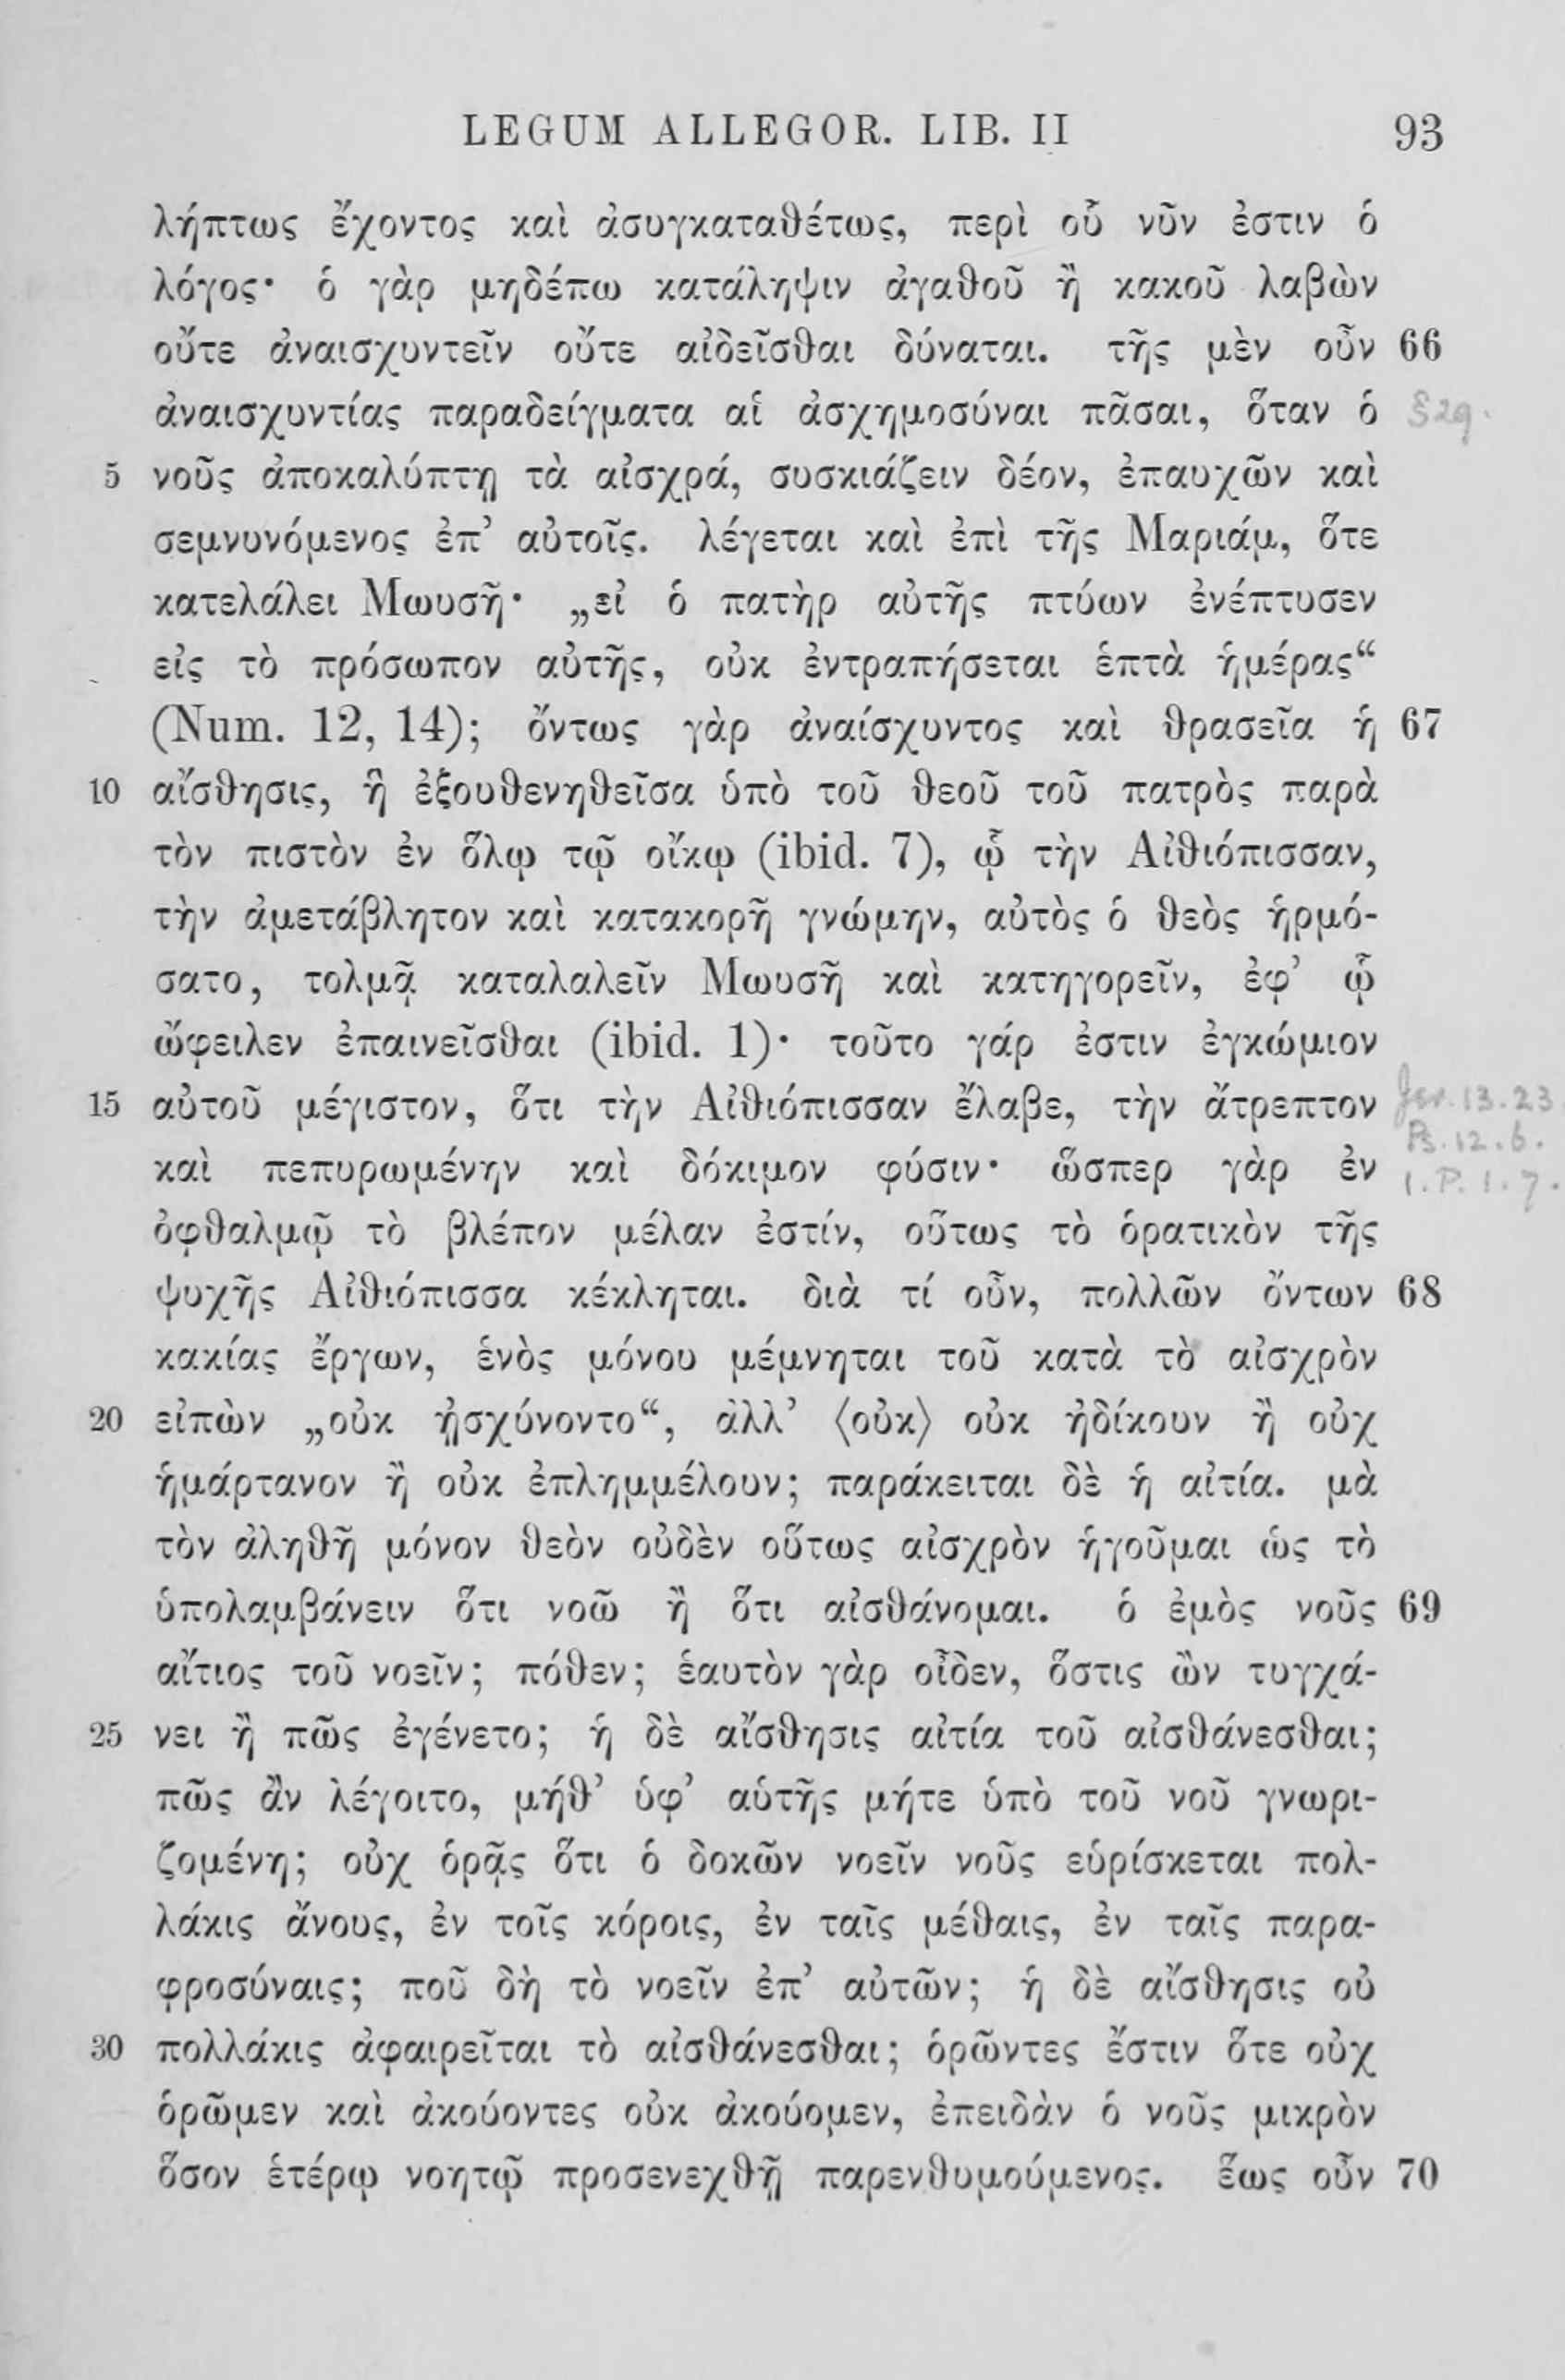 LEGUM ALLEGOR. LIB. II 93
λήπτως ἔχοντος καὶ ἀσυγκαταθέτως, περὶ οὗ νῦν ἐστιν ὁ
λόγος· ὁ γὰρ μηδέπω κατάληψιν ἀγαθοῦ ἢ κακοῦ λαβὼν
οὔτε ἀναισχυντεῖν οὔτε αἰδεῖσθαι δύναται. τῆς μὲν οὖν 66
ἀναισχυντίας παραδείγματα αἱ ἀσχημοσύναι πᾶσαι, ὅταν ὁ §29.
5 νοῦς ἀποκαλύπτῃ τὰ αἰσχρά, συσκιάζειν δέον, ἐπαυχῶν καὶ
σεμνυνόμενος ἐπ’ αὐτοῖς. λέγεται καὶ ἐπὶ τῆς Μαριάμ, ὅτε
κατελάλει Μωυσῆ· „εἰ ὁ πατὴρ αὐτῆς πτύων ἐνέπτυσεν
εἰς τὸ πρόσωπον αὐτῆς, οὐκ ἐντραπήσεται ἑπτὰ ἡμέρας“
(Num. 12, 14); ὄντως γὰρ ἀναίσχυντος καὶ θρασεῖα ἡ 67
10 αἴσθησις, ἣ ἐξουθενηθεῖσα ὑπὸ τοῦ θεοῦ τοῦ πατρὸς παρὰ
τὸν πιστὸν ἐν ὅλῳ τῷ οἴκῳ (ibid. 7), ᾧ τὴν Αἰθιόπισσαν,
τὴν ἀμετάβλητον καὶ κατακορῆ γνώμην, αὐτὸς ὁ θεὸς ἡρμό-
σατο, τολμᾷ καταλαλεῖν Μωυσῆ καὶ κατηγορεῖν, ἐφ’ ᾧ
ὤφειλεν ἐπαινεῖσθαι (ibid. 1)· τοῦτο γάρ ἐστιν ἐγκώμιον
15 αὐτοῦ μέγιστον, ὅτι τὴν Αἰθιόπισσαν ἔλαβε, τὴν ἄτρεπτον Jer. 13.23
καὶ πεπυρωμένην καὶ δόκιμον φύσιν· ὥσπερ γὰρ ἐν Ps. 12.6.
1. P. 1. 7.
ὀφθαλμῷ τὸ βλέπον μέλαν ἐστίν, οὕτως τὸ ὁρατικὸν τῆς
ψυχῆς Αἰθιόπισσα κέκληται. διὰ τί οὖν, πολλῶν ὄντων 68
κακίας ἔργων, ἑνὸς μόνου μέμνηται τοῦ κατὰ τὸ αἰσχρὸν
20 εἰπὼν „οὐκ ᾐσχύνοντο“, ἀλλ’ ⟨οὐκ⟩ οὐκ ἠδίκουν ἢ οὐχ
ἡμάρτανον ἢ οὐκ ἐπλημμέλουν; παράκειται δὲ ἡ αἰτία. μὰ
τὸν ἀληθῆ μόνον θεὸν οὐδὲν οὕτως αἰσχρὸν ἡγοῦμαι ὡς τὸ
ὑπολαμβάνειν ὅτι νοῶ ἢ ὅτι αἰσθάνομαι. ὁ ἐμὸς νοῦς 69
αἴτιος τοῦ νοεῖν; πόθεν; ἑαυτὸν γὰρ οἶδεν, ὅστις ὢν τυγχά-
25 νει ἢ πῶς ἐγένετο; ἡ δὲ αἴσθησις αἰτία τοῦ αἰσθάνεσθαι;
πῶς ἂν λέγοιτο, μήθ’ ὑφ’ αὑτῆς μήτε ὑπὸ τοῦ νοῦ γνωρι-
ζομένη; οὐχ ὁρᾷς ὅτι ὁ δοκῶν νοεῖν νοῦς εὑρίσκεται πολ-
λάκις ἄνους, ἐν τοῖς κόροις, ἐν ταῖς μέθαις, ἐν ταῖς παρα-
φροσύναις; ποῦ δὴ τὸ νοεῖν ἐπ’ αὐτῶν; ἡ δὲ αἴσθησις οὐ
30 πολλάκις ἀφαιρεῖται τὸ αἰσθάνεσθαι; ὁρῶντες ἔστιν ὅτε οὐχ
ὁρῶμεν καὶ ἀκούοντες οὐκ ἀκούομεν, ἐπειδὰν ὁ νοῦς μικρὸν
ὅσον ἑτέρῳ νοητῷ προσενεχθῇ παρενθυμούμενος. ἕως οὖν 70